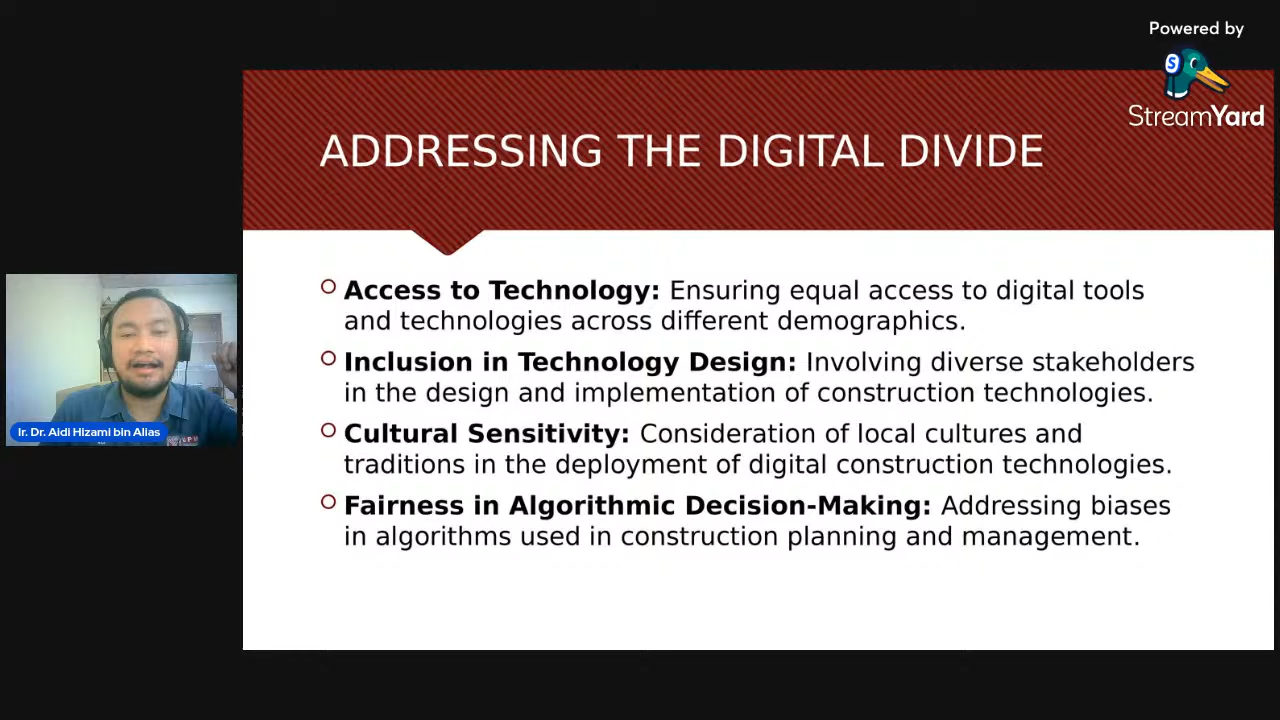 Powered by
StreamYard
ADDRESSING THE DIGITAL DIVIDE
Access to Technology: Ensuring equal access to digital tools
and technologies across different demographics.
Inclusion in Technology Design: Involving diverse stakeholders
in the design and implementation of construction technologies.
Cultural Sensitivity: Consideration of local cultures and
traditions in the deployment of digital construction technologies.
Fairness in Algorithmic Decision-Making: Addressing biases
in algorithms used in construction planning and management.
Ir. Dr. Aidi Hizami bin Alias